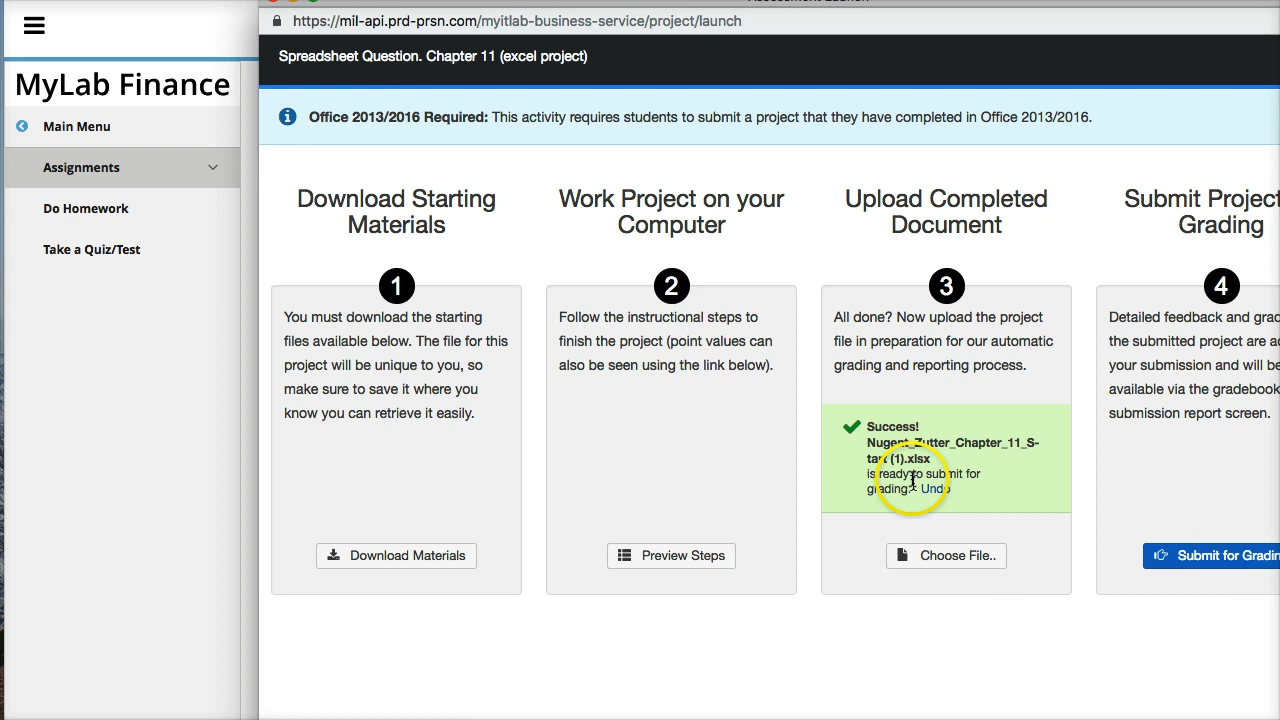 https://mil-api.prd-prsn.com/myitlab-business-service/project/launch
Spreadsheet Question. Chapter 11 (excel project)
MyLab Finance
Main Menu
Assignments
Do Homework
Take a Quiz/Test
Office 2013/2016 Required: This activity requires students to submit a project that they have completed in Office 2013/2016.
Download Starting
Materials
1
You must download the starting
files available below. The file for this
project will be unique to you, so
make sure to save it where you
know you can retrieve it easily.
Download Materials
Work Project on your
Computer
2
Follow the instructional steps to
finish the project (point values can
also be seen using the link below).
Preview Steps
Upload Completed
Document
3
All done? Now upload the project
file in preparation for our automatic
grading and reporting process.
Success!
Nugent_Zutter_Chapter_11_S-
tart (1).xlsx
is ready to submit for
grading. Undo
Choose File..
Submit Project
Grading
4
Detailed feedback and
the submitted project are
your submission and will be
available via the gradebook
submission report screen.
Submit for